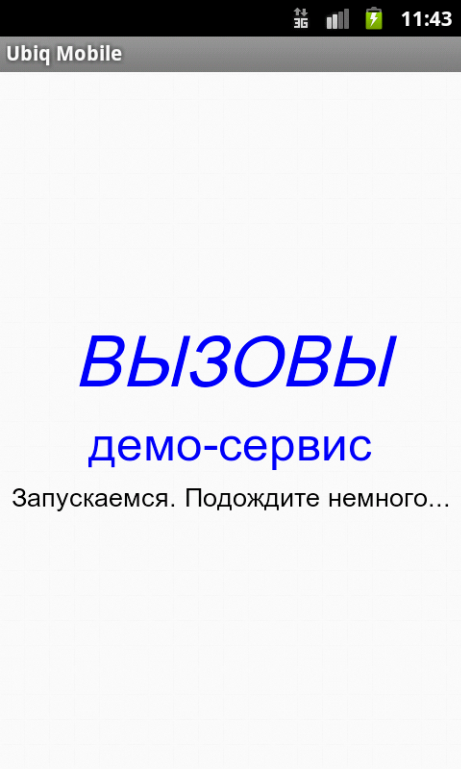 3G 11:43
Ubiq Mobile
ВЫЗОВЫ
демо-сервис
Запускаемся. Подождите немного...